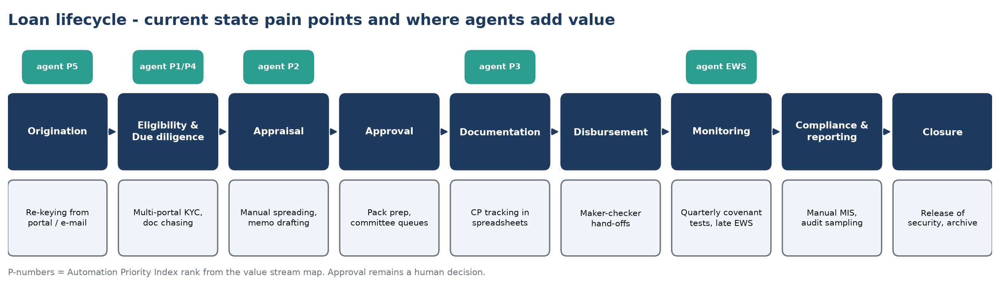 Loan lifecycle - current state pain points and where agents add value
agent P5
agent P1/P4
agent P2
agent P3
agent EWS
Origination
Eligibility &
Due diligence
Appraisal
Approval
Documentation
Disbursement
Monitoring
Compliance &
reporting
Closure
Re-keying from
portal / e-mail
Multi-portal KYC,
doc chasing
Manual spreading,
memo drafting
Pack prep,
committee queues
CP tracking in
spreadsheets
Maker-checker
hand-offs
Quarterly covenant
tests, late EWS
Manual MIS,
audit sampling
Release of
security, archive
P-numbers = Automation Priority Index rank from the value stream map. Approval remains a human decision.